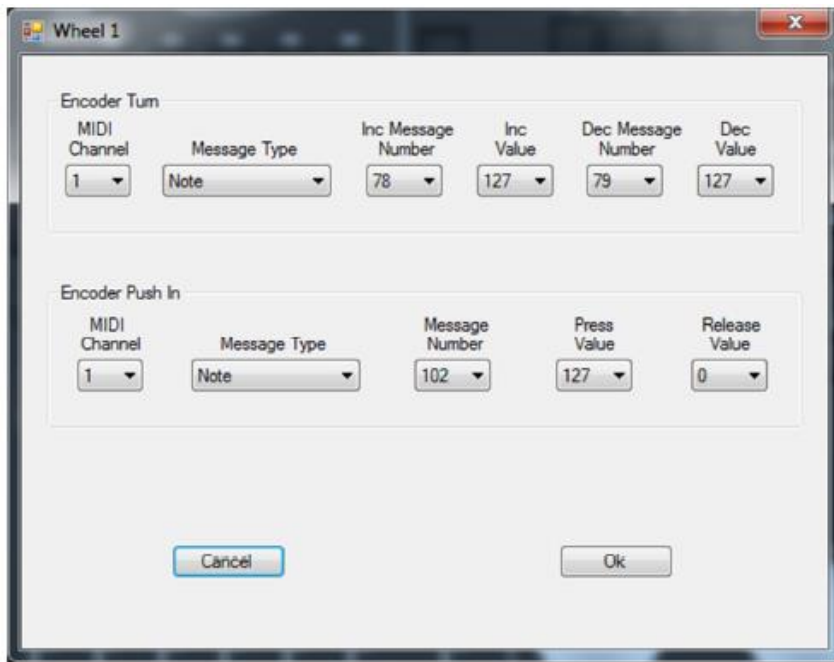 Wheel 1
Encoder Turn
MIDI Channel
Message Type
Inc Message Number
Inc Value
Dec Message Number
Dec Value
1
Note
78
127
79
127
Encoder Push In
MIDI Channel
Message Type
Message Number
Press Value
Release Value
1
Note
102
127
0
Cancel
Ok